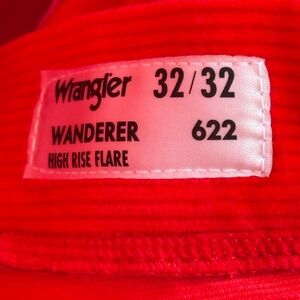 Wrangler 32/32
WANDERER 622
HIGH RISE FLARE